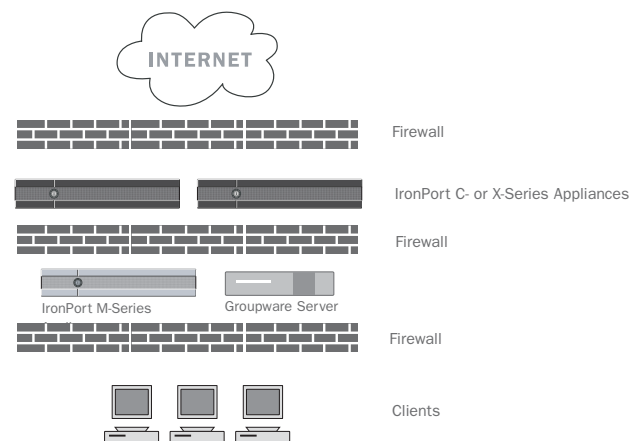 INTERNET
Firewall
IronPort C- or X-Series Appliances
Firewall
IronPort M-Series
Groupware Server
Firewall
Clients